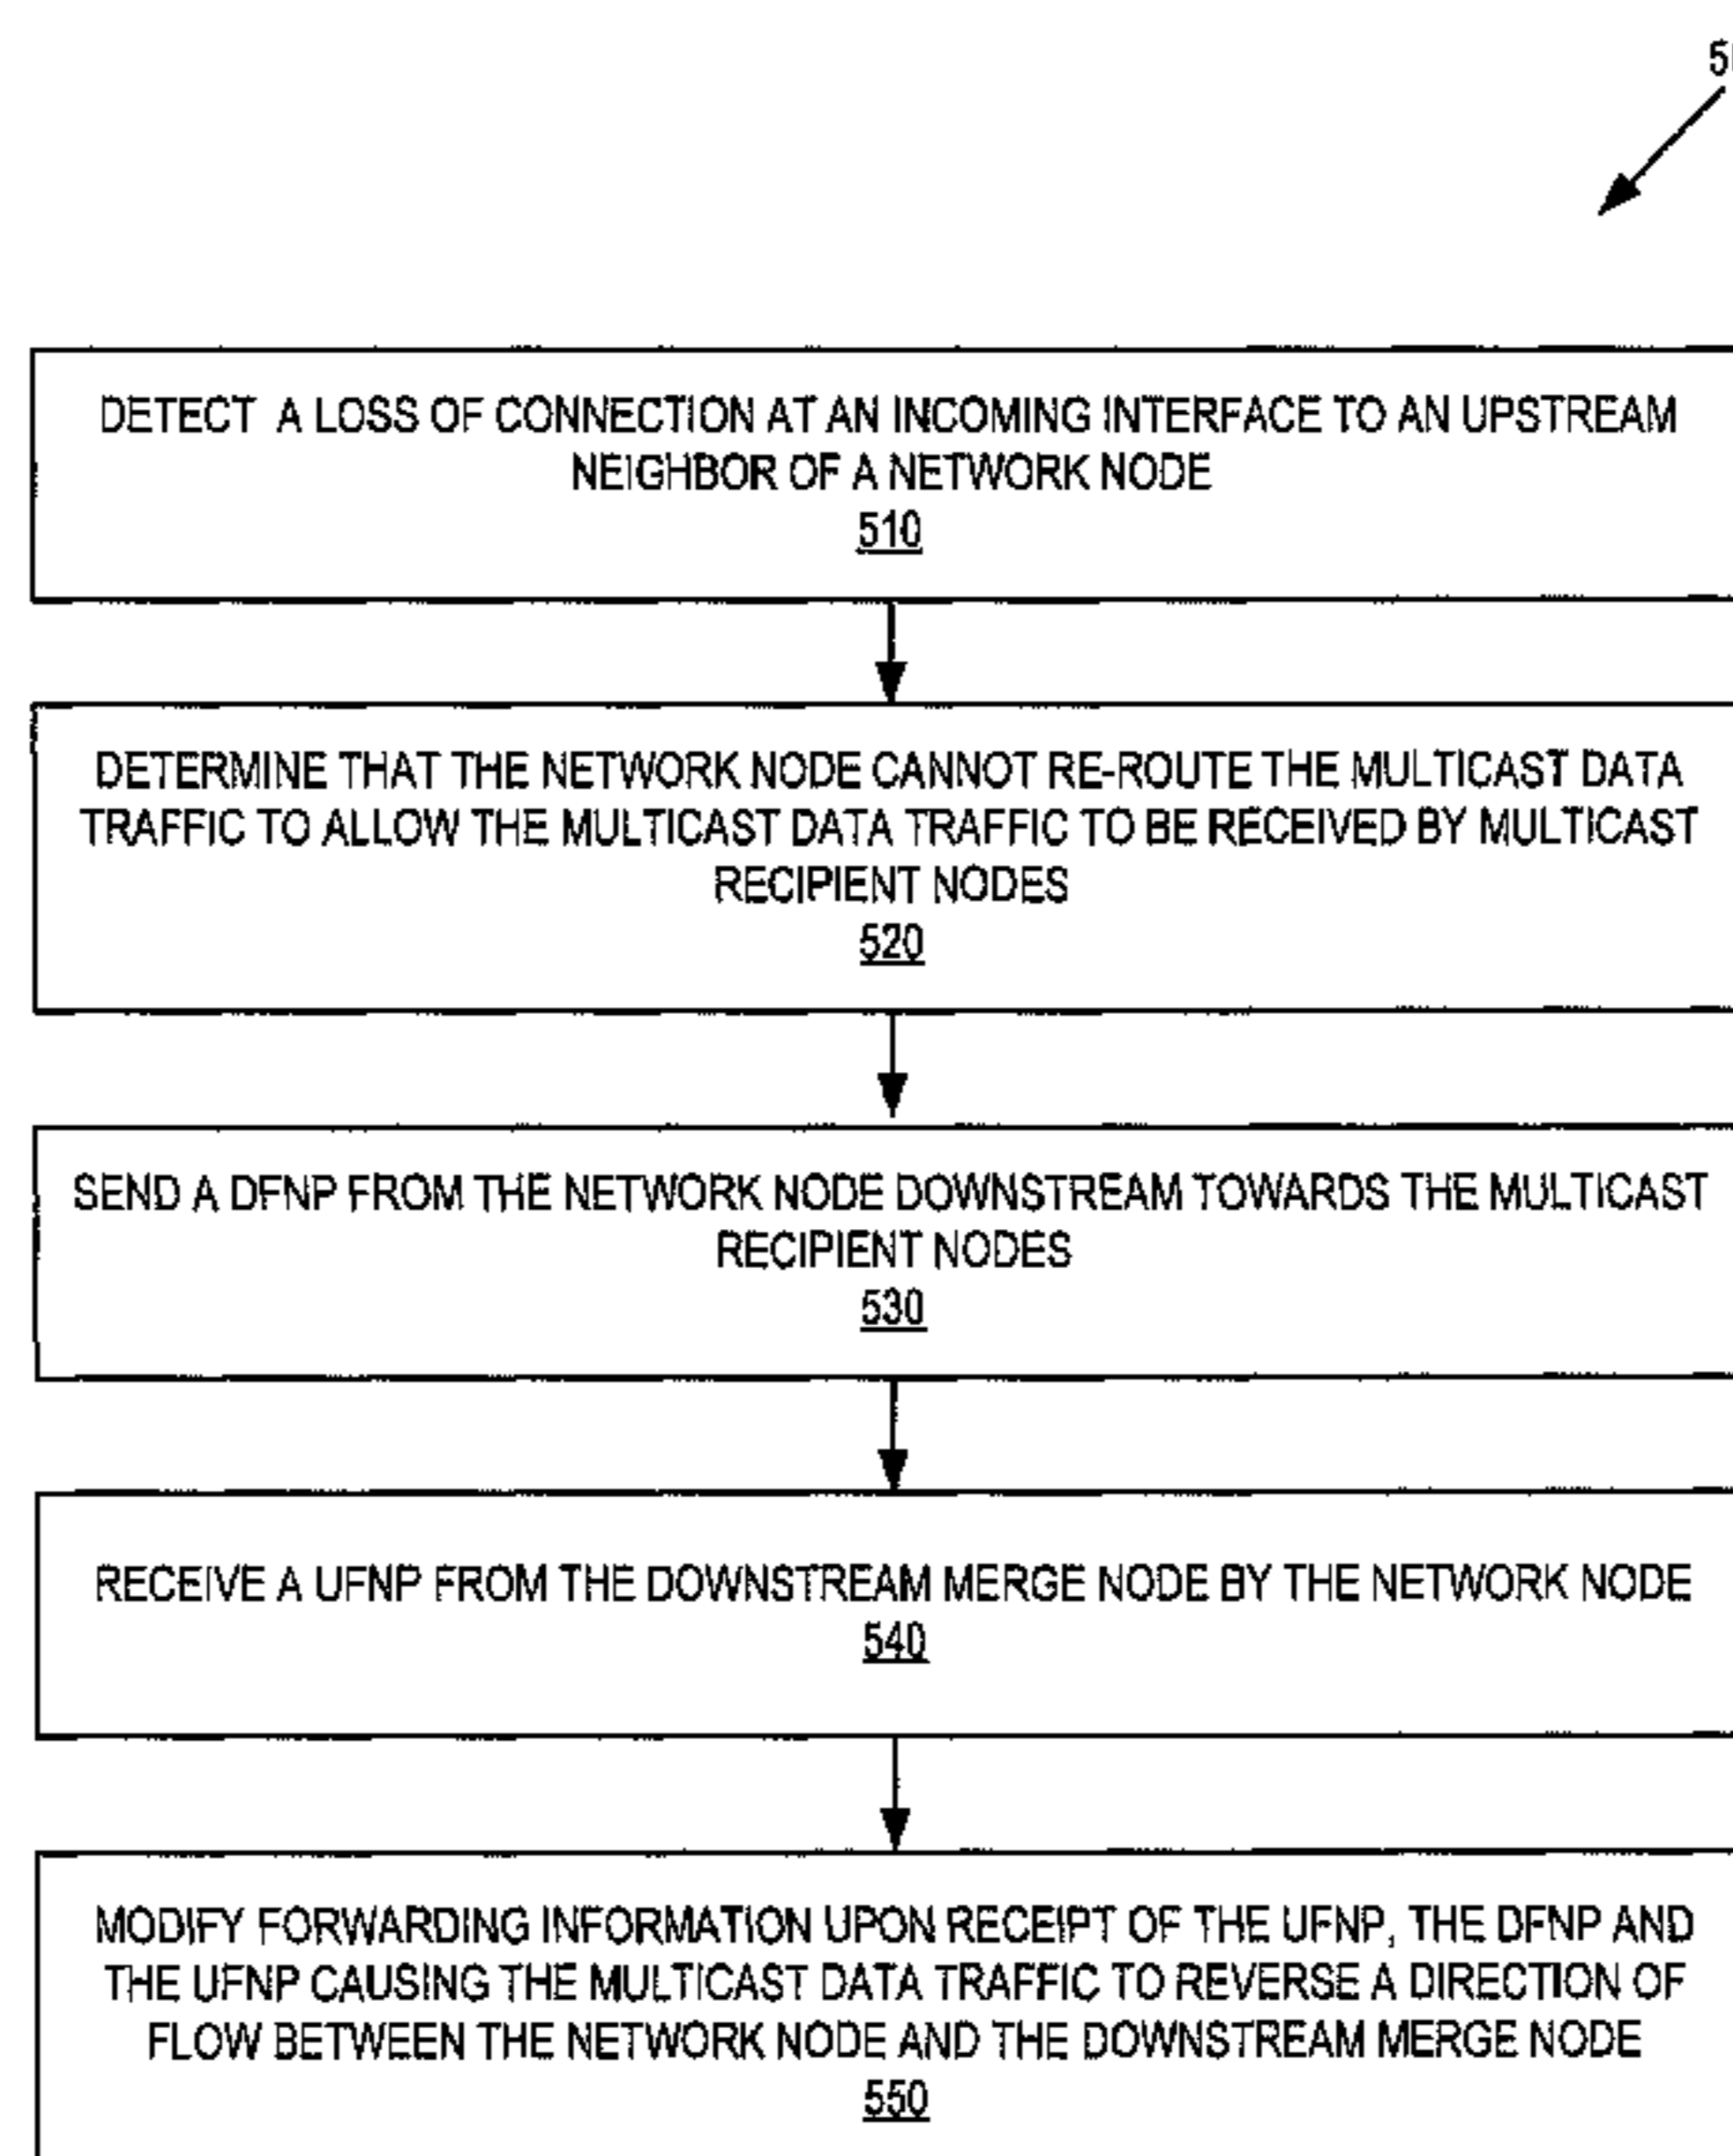 DETECT A LOSS OF CONNECTION AT AN INCOMING INTERFACE TO AN UPSTREAM
NEIGHBOR OF A NETWORK NODE
510
DETERMINE THAT THE NETWORK NODE CANNOT RE-ROUTE THE MULTICAST DATA
TRAFFIC TO ALLOW THE MULTICAST DATA TRAFFIC TO BE RECEIVED BY MULTICAST
RECIPIENT NODES
520
SEND A DFNP FROM THE NETWORK NODE DOWNSTREAM TOWARDS THE MULTICAST
RECIPIENT NODES
530
RECEIVE A UFNP FROM THE DOWNSTREAM MERGE NODE BY THE NETWORK NODE
540
MODIFY FORWARDING INFORMATION UPON RECEIPT OF THE UFNP, THE DFNP AND
THE UFNP CAUSING THE MULTICAST DATA TRAFFIC TO REVERSE A DIRECTION OF
FLOW BETWEEN THE NETWORK NODE AND THE DOWNSTREAM MERGE NODE
550